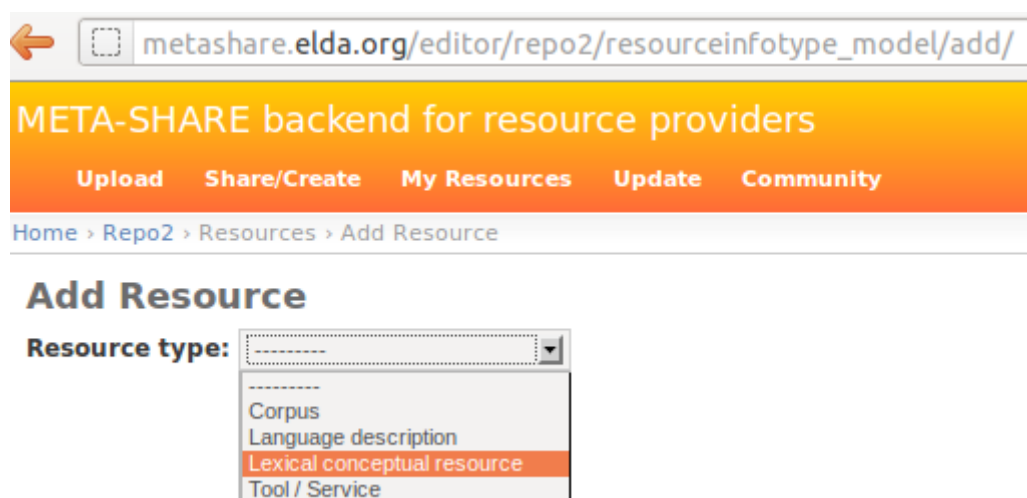 metashare.elda.org/editor/repo2/resourceinfotype_model/add/
META-SHARE backend for resource providers
Upload Share/Create My Resources Update Community
Home › Repo2 › Resources › Add Resource
Add Resource
Resource type: ---------
---------
Corpus
Language description
Lexical conceptual resource
Tool / Service